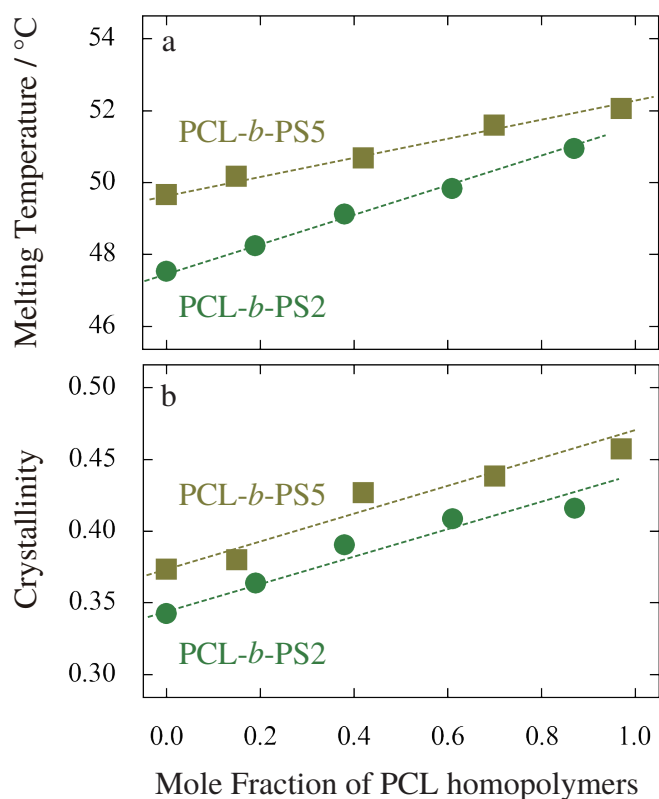 a
Melting Temperature / °C
54
52
50
48
46
PCL-b-PS5
PCL-b-PS2
b
Crystallinity
0.50
0.45
0.40
0.35
0.30
PCL-b-PS5
PCL-b-PS2
0.0 0.2 0.4 0.6 0.8 1.0
Mole Fraction of PCL homopolymers